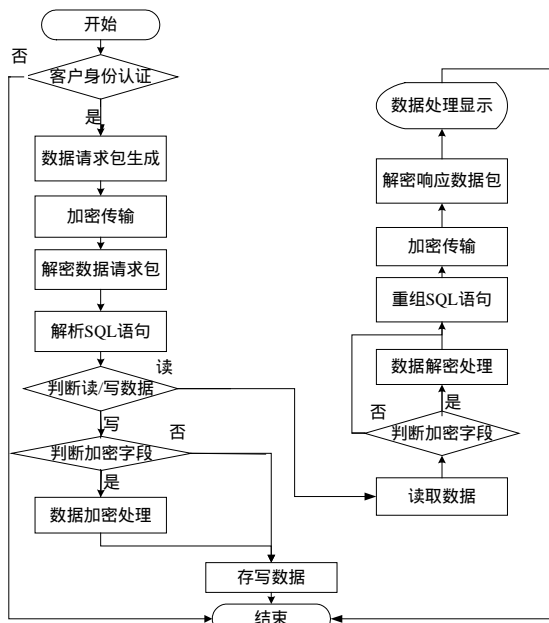 开始
否
客户身份认证
是
数据请求包生成
加密传输
解密数据请求包
解析SQL语句
读
判断读/写数据
写
否
判断加密字段
是
数据加密处理
存写数据
结束
数据处理显示
解密响应数据包
加密传输
重组SQL语句
数据解密处理
否
是
判断加密字段
读取数据